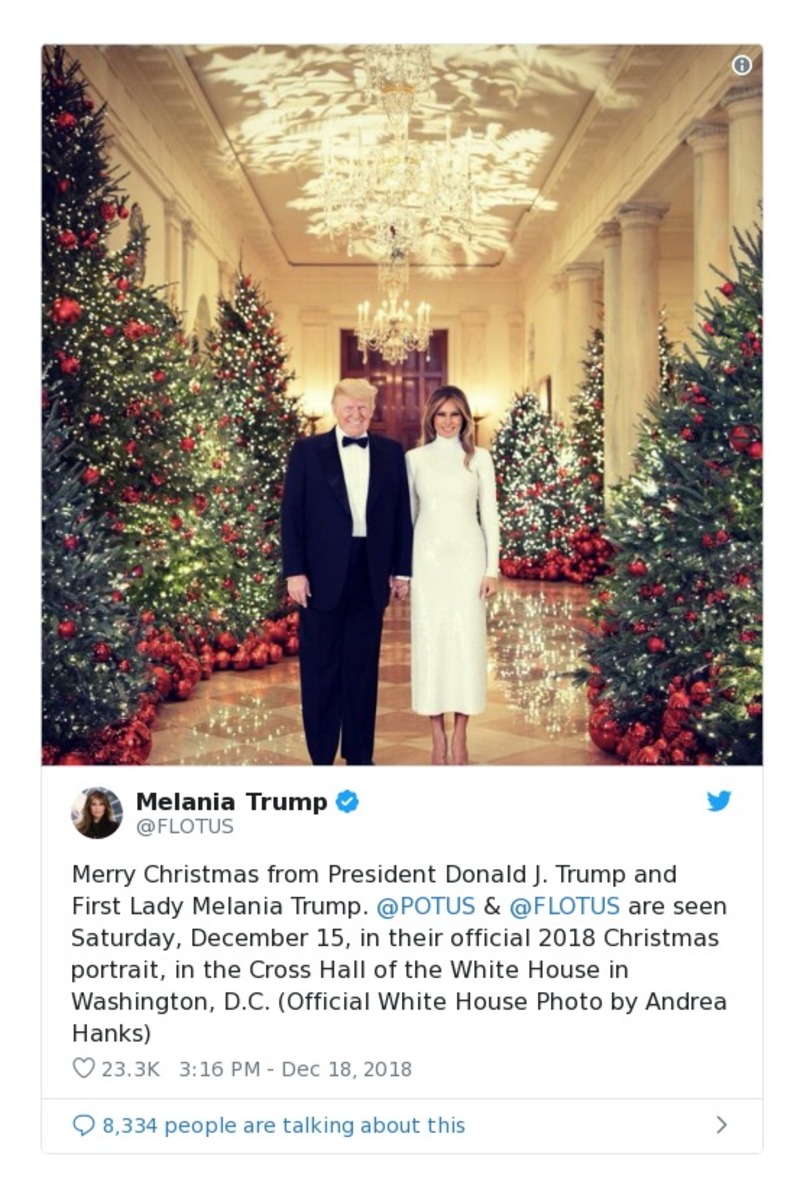 Melania Trump
@FLOTUS
Merry Christmas from President Donald J. Trump and
First Lady Melania Trump. @POTUS & @FLOTUS are seen
Saturday, December 15, in their official 2018 Christmas
portrait, in the Cross Hall of the White House in
Washington, D.C. (Official White House Photo by Andrea
Hanks)
23.3K 3:16 PM - Dec 18, 2018
8,334 people are talking about this